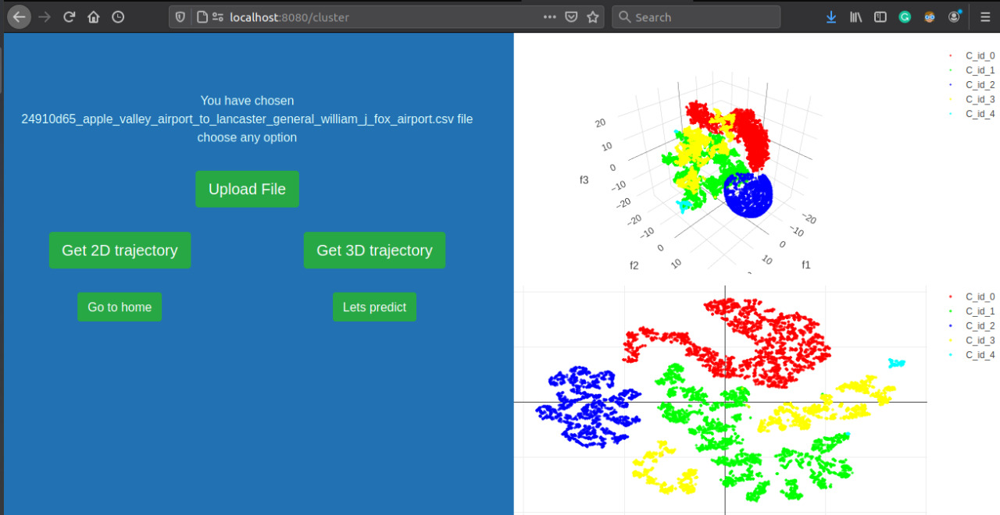 localhost:8080/cluster
Search
You have chosen
24910d65_apple_valley_airport_to_lancaster_general_william_j_fox_airport.csv file
choose any option
Upload File
Get 2D trajectory
Get 3D trajectory
Go to home
Lets predict
C_id_0
C_id_1
C_id_2
C_id_3
C_id_4
20
10
0
−10
−20
f3
−20
−10
0
10
f2
−20
−10
0
10
f1
C_id_0
C_id_1
C_id_2
C_id_3
C_id_4